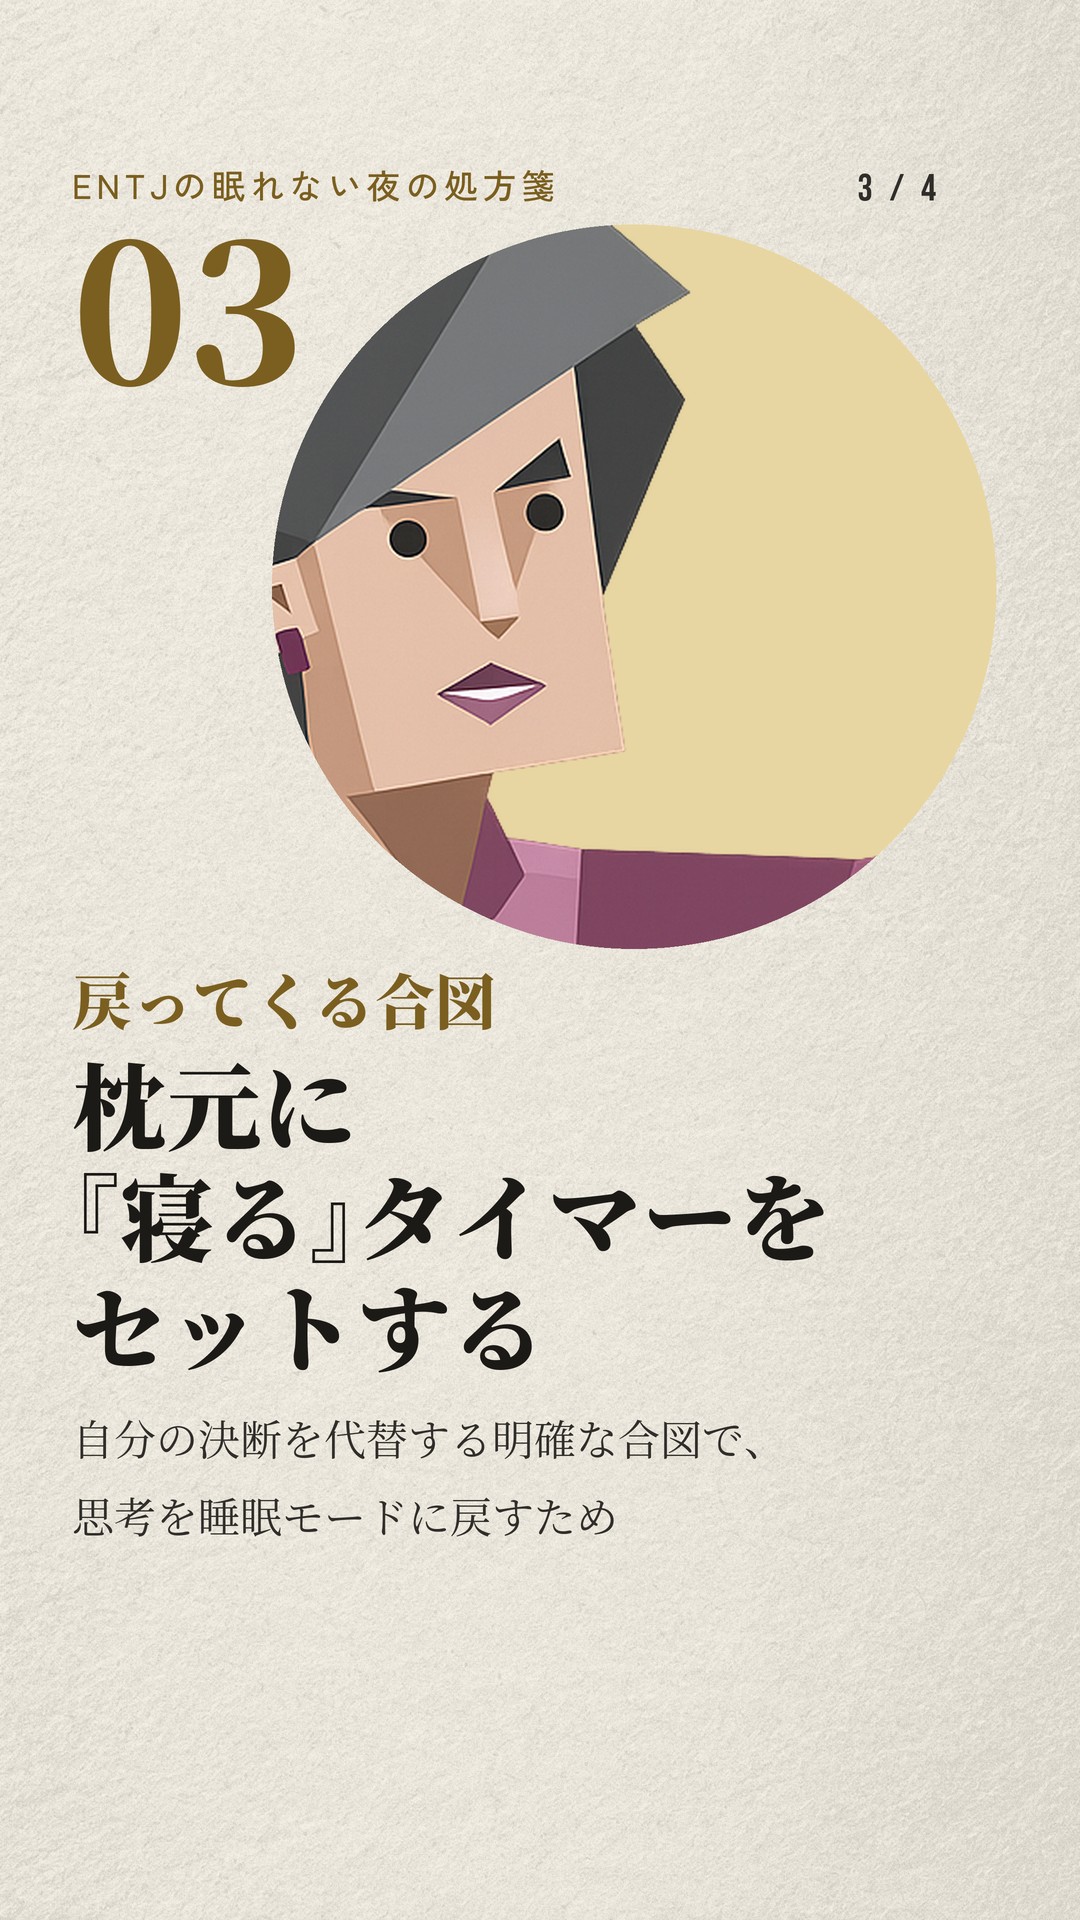 ENTJの眠れない夜の処方箋
3 / 4
03
戻ってくる合図
枕元に
『寝る』タイマーを
セットする
自分の決断を代替する明確な合図で、
思考を睡眠モードに戻すため